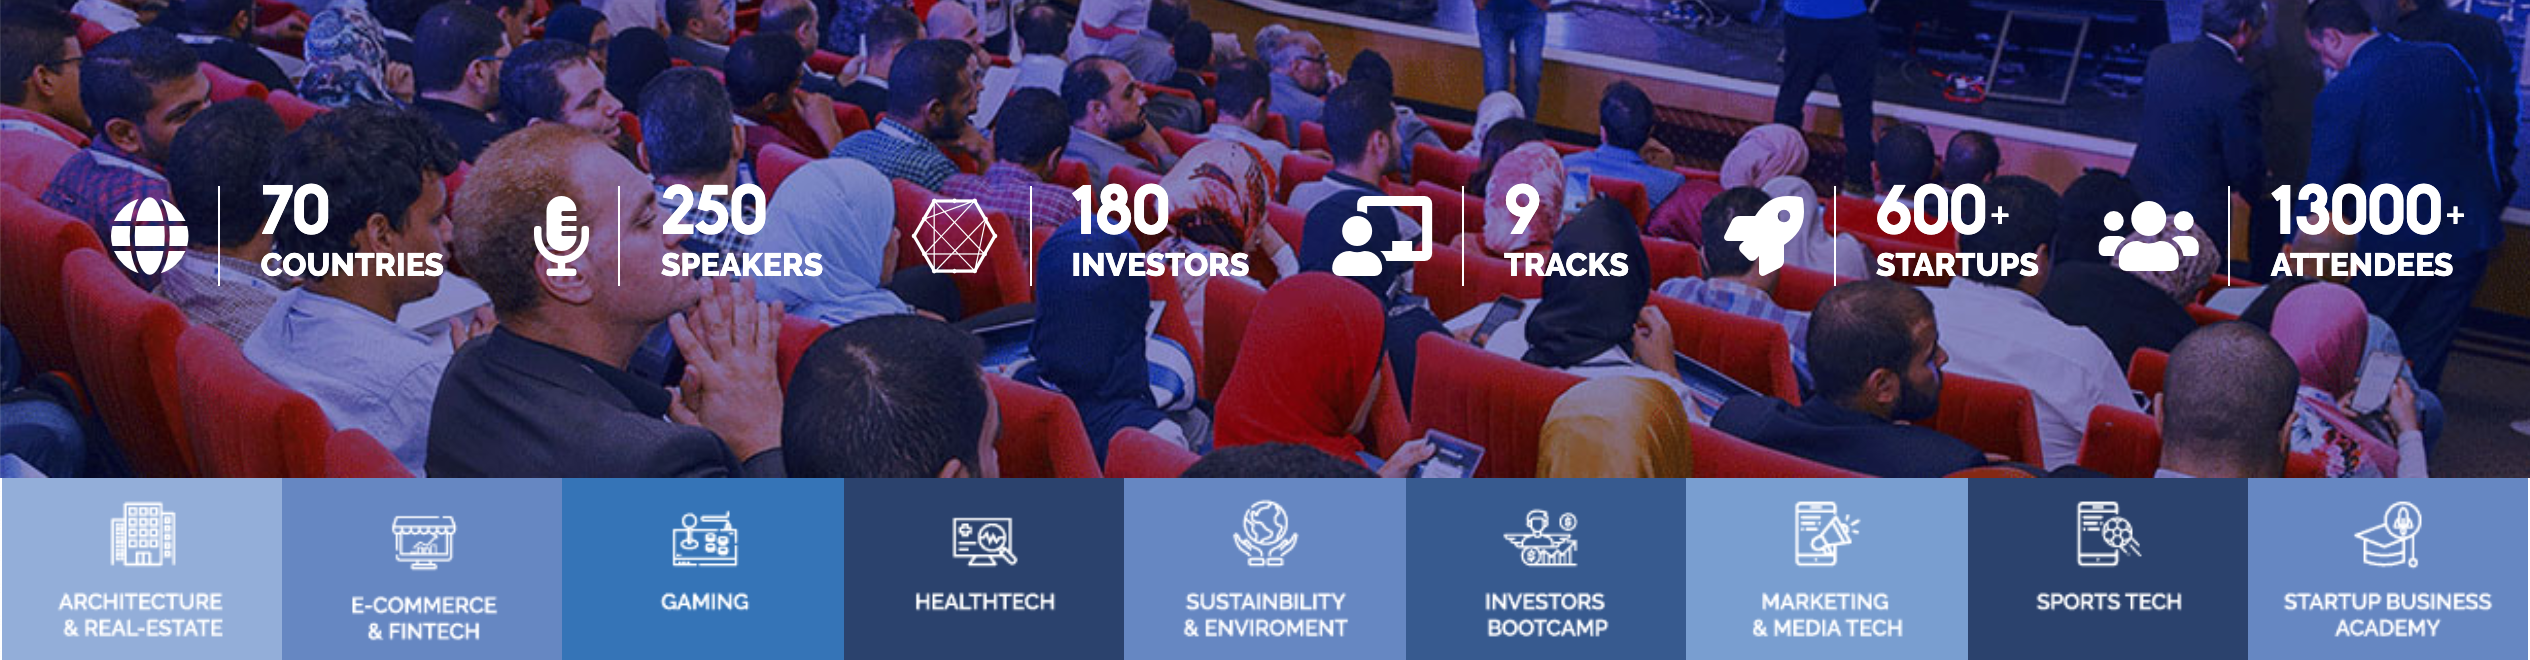 70
COUNTRIES
250
SPEAKERS
180
INVESTORS
9
TRACKS
600+
STARTUPS
13000+
ATTENDEES
ARCHITECTURE
& REAL-ESTATE
E-COMMERCE
& FINTECH
GAMING
HEALTHTECH
SUSTAINBILITY
& ENVIROMENT
INVESTORS
BOOTCAMP
MARKETING
& MEDIA TECH
SPORTS TECH
STARTUP BUSINESS
ACADEMY